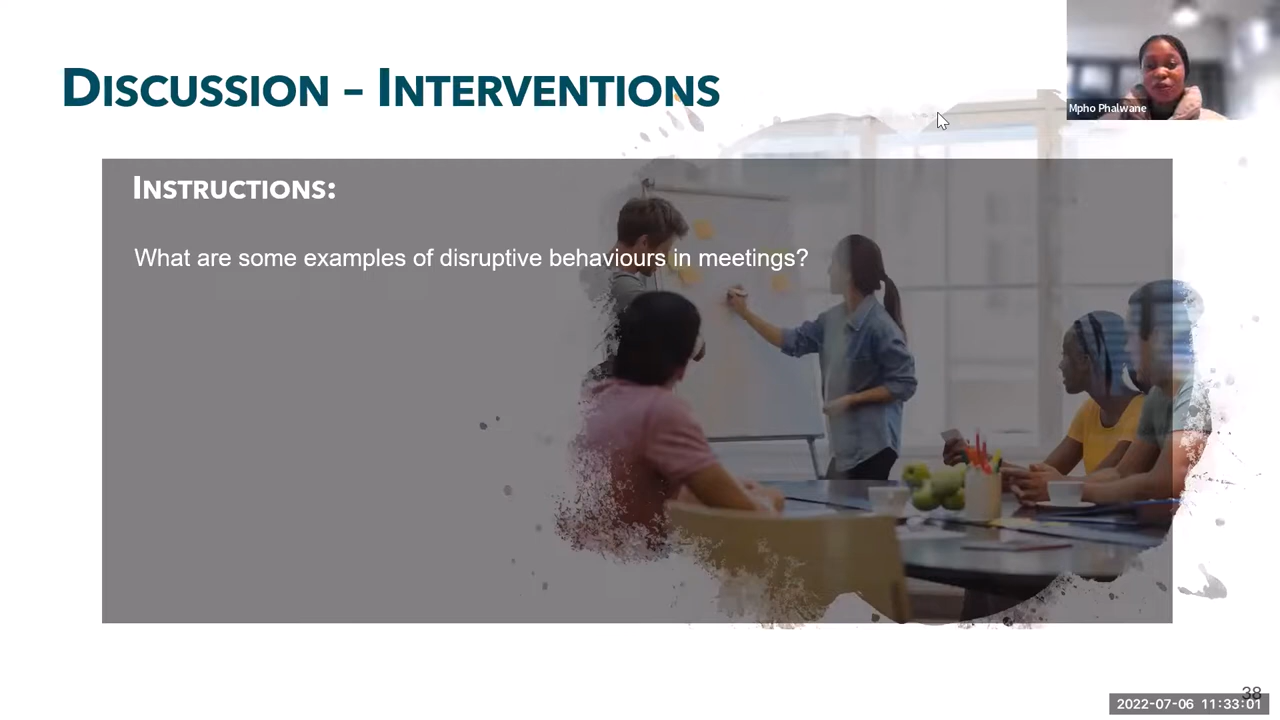 DISCUSSION – INTERVENTIONS
Mpho Phalwane
INSTRUCTIONS:
What are some examples of disruptive behaviours in meetings?
38
2022-07-06 11:33:01